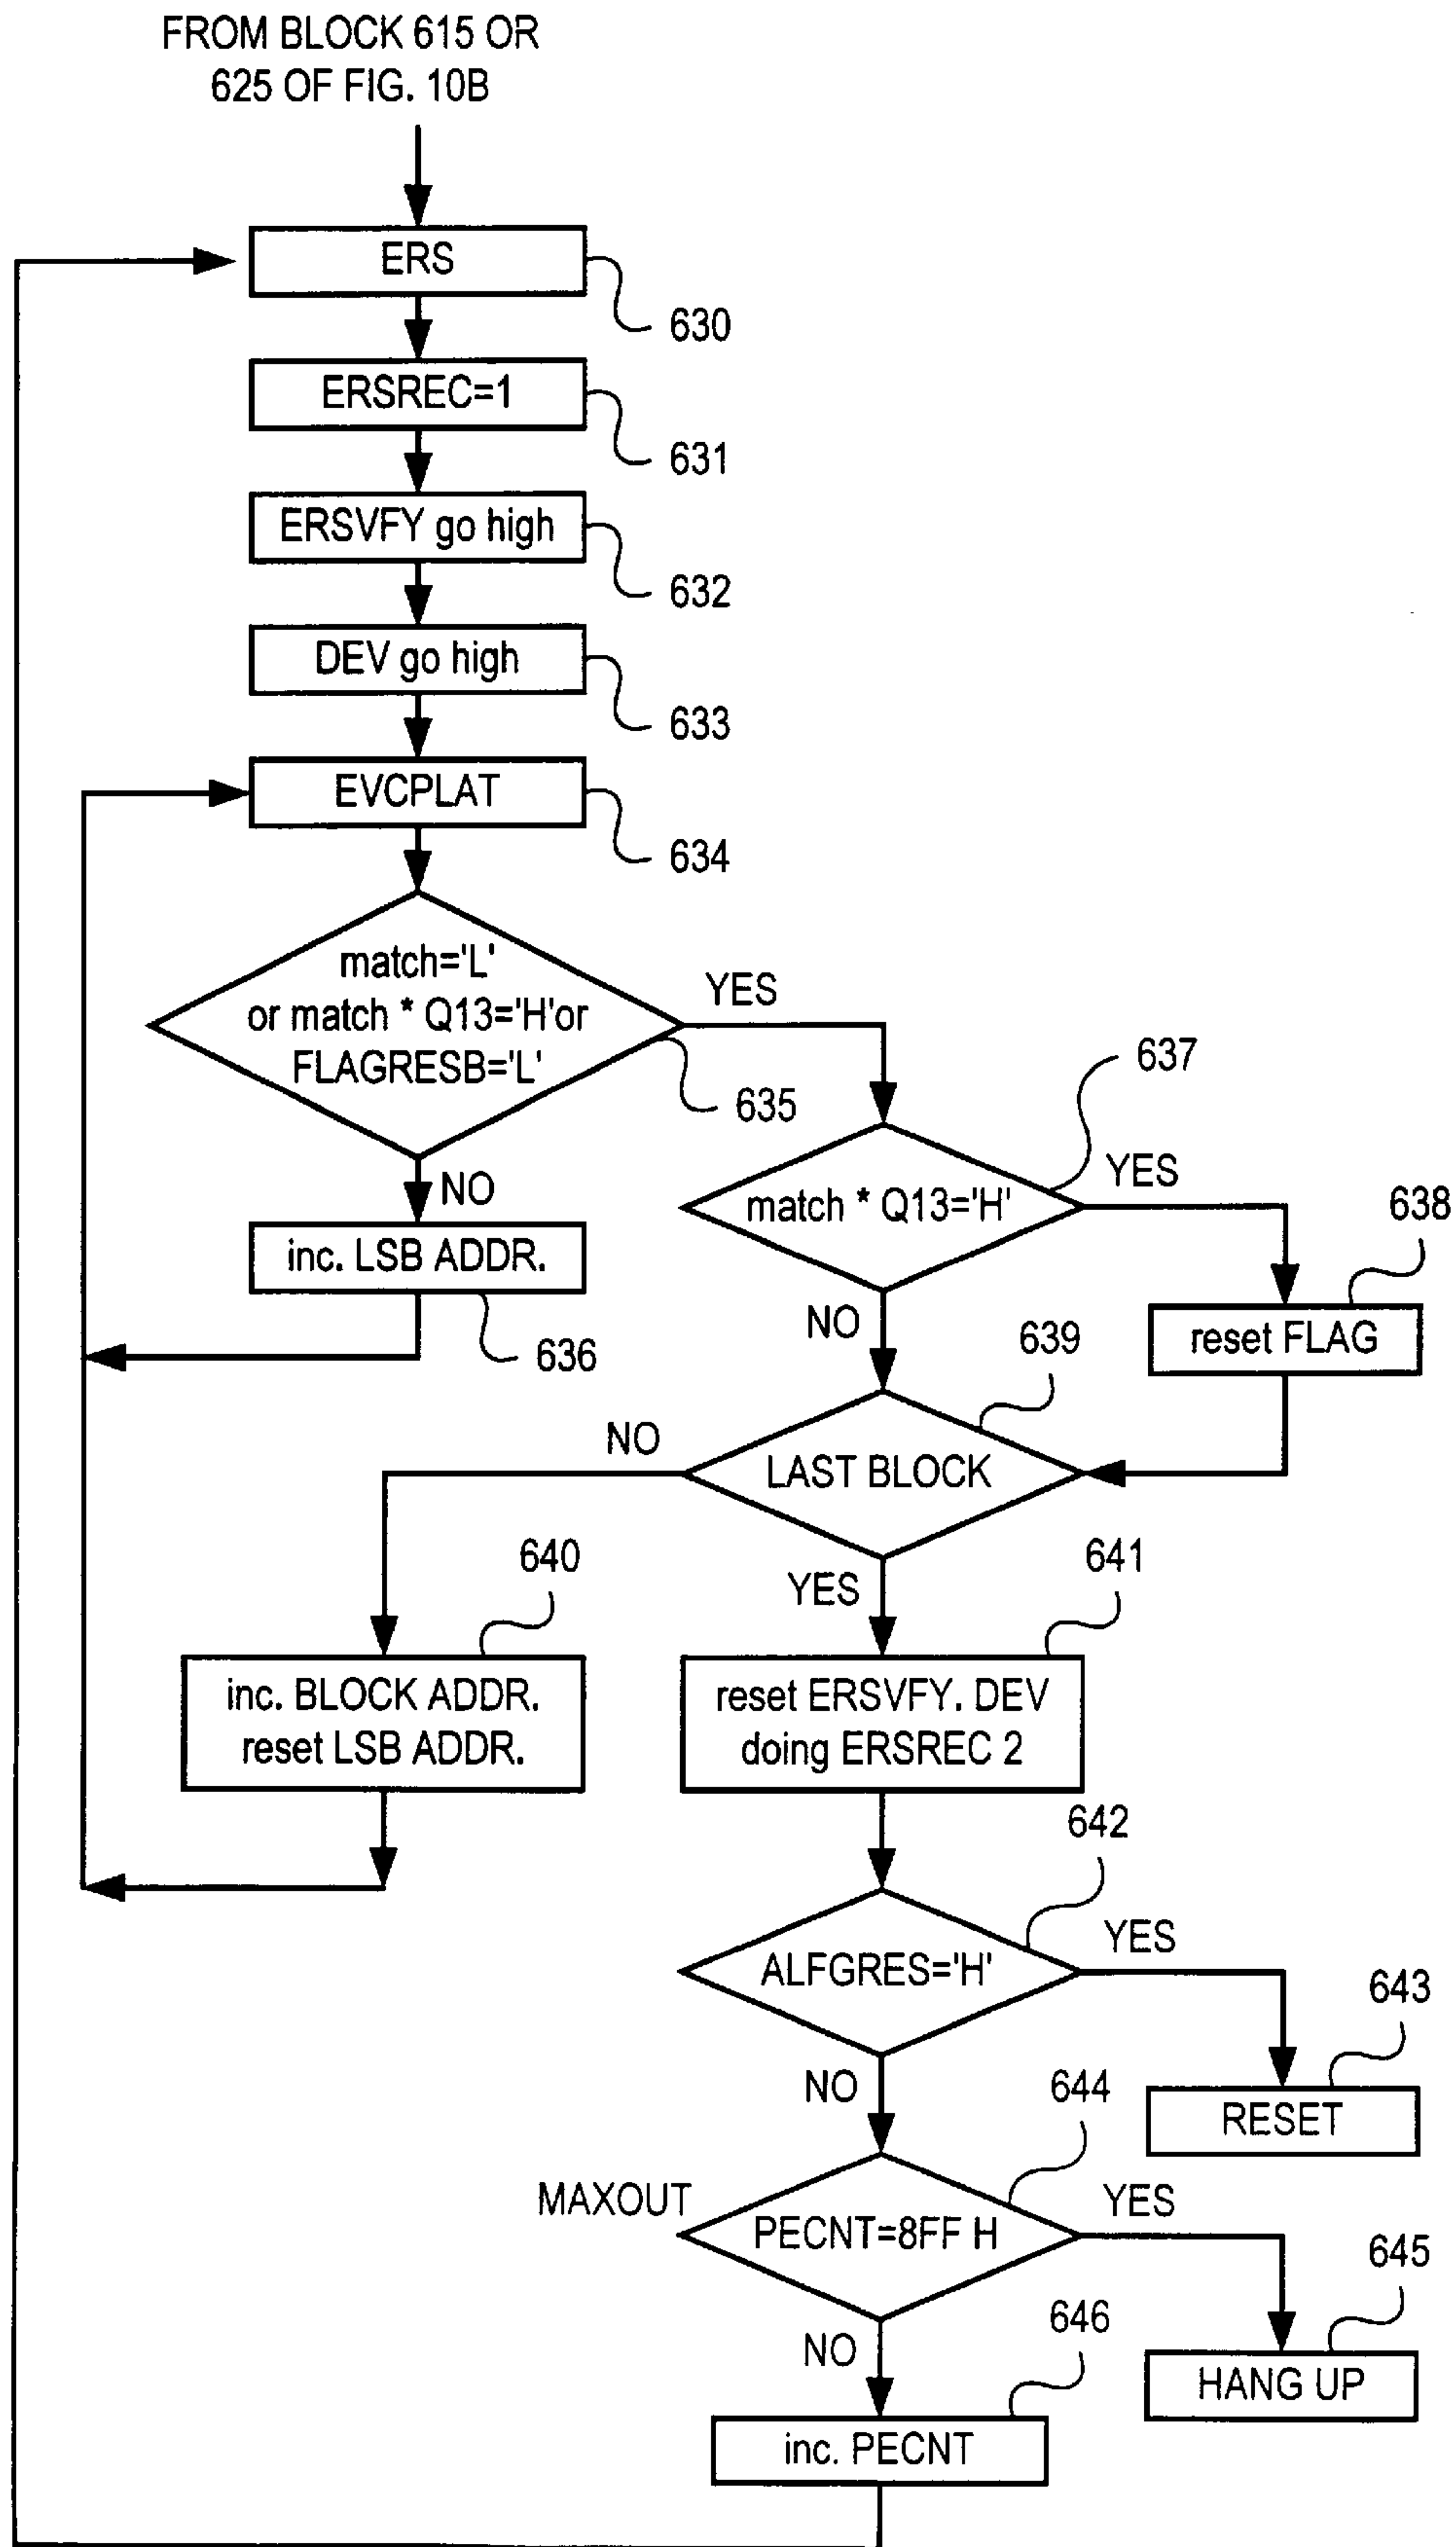 FROM BLOCK 615 OR
625 OF FIG. 10B
ERS
630
ERSREC=1
631
ERSVFY go high
632
DEV go high
633
EVCPLAT
634
match='L'
or match * Q13='H'or
FLAGRESB='L'
YES
635
637
NO
match * Q13='H'
YES
638
inc. LSB ADDR.
636
NO
639
reset FLAG
NO
LAST BLOCK
640
YES
641
inc. BLOCK ADDR.
reset LSB ADDR.
reset ERSVFY. DEV
doing ERSREC 2
642
ALFGRES='H'
YES
643
NO
644
RESET
MAXOUT
PECNT=8FF H
YES
645
NO
646
HANG UP
inc. PECNT